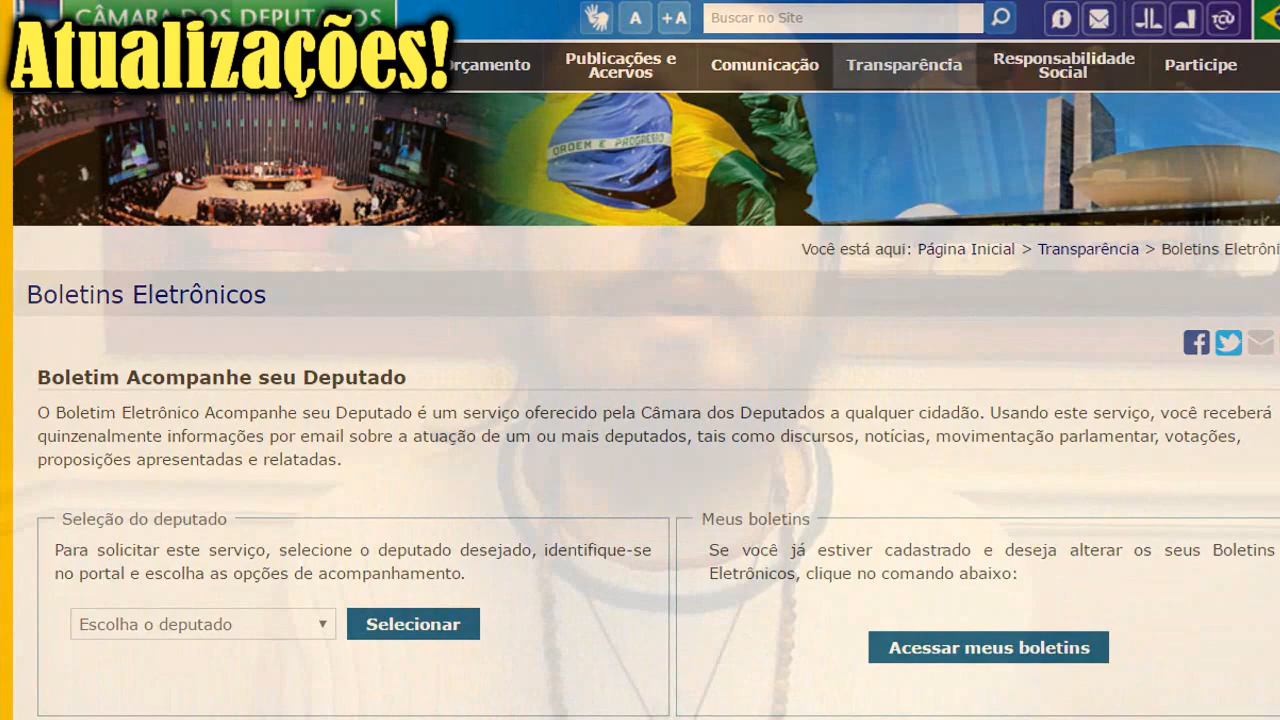 CÂMARA DOS DEPUTADOS
Atualizações!
A
+A
Buscar no Site
Orçamento
Publicações e
Acervos
Comunicação
Transparência
Responsabilidade
Social
Participe
ORDEM E PROGRESSO
Você está aqui: Página Inicial > Transparência > Boletins Eletrôni
Boletins Eletrônicos
Boletim Acompanhe seu Deputado
O Boletim Eletrônico Acompanhe seu Deputado é um serviço oferecido pela Câmara dos Deputados a qualquer cidadão. Usando este serviço, você receberá
quinzenalmente informações por email sobre a atuação de um ou mais deputados, tais como discursos, notícias, movimentação parlamentar, votações,
proposições apresentadas e relatadas.
Seleção do deputado
Para solicitar este serviço, selecione o deputado desejado, identifique-se
no portal e escolha as opções de acompanhamento.
Escolha o deputado
Selecionar
Meus boletins
Se você já estiver cadastrado e deseja alterar os seus Boletins
Eletrônicos, clique no comando abaixo:
Acessar meus boletins